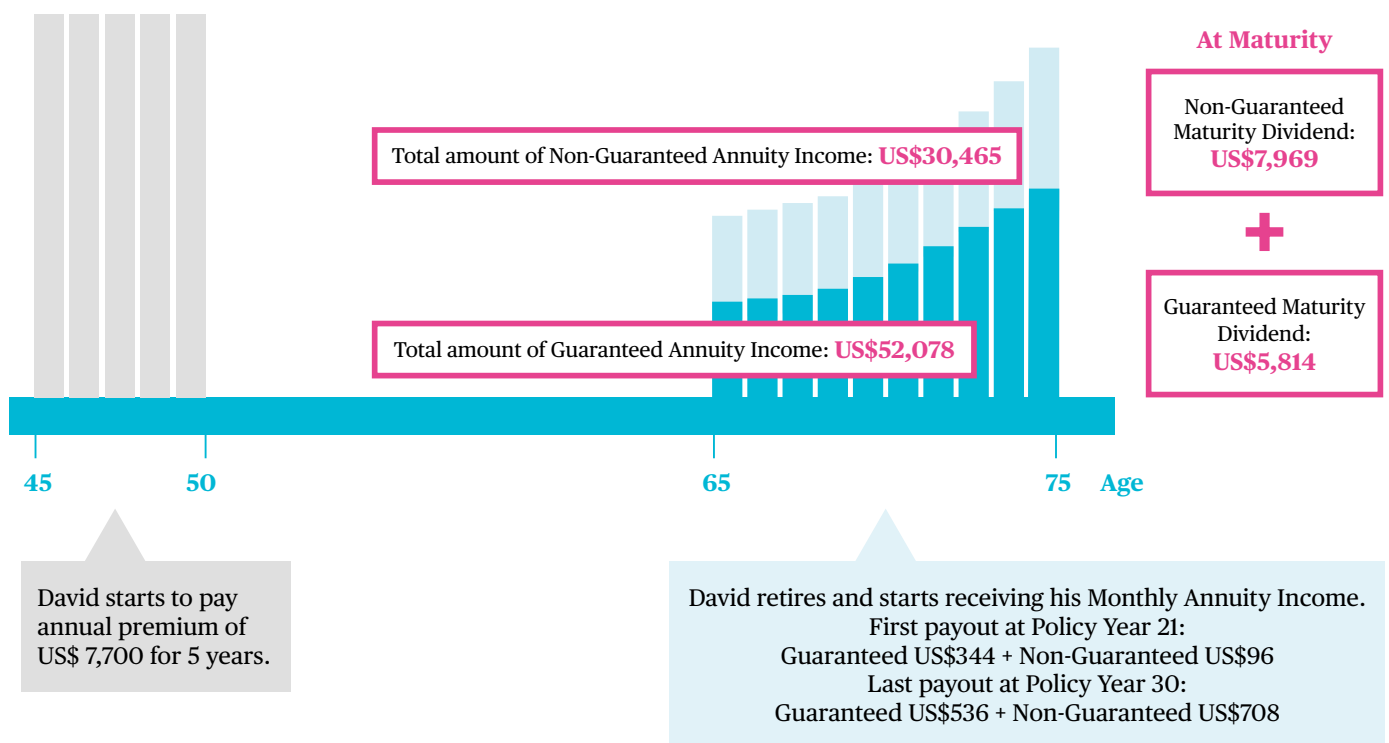 At Maturity
Non-Guaranteed
Maturity Dividend:
US$7,969
+
Guaranteed Maturity
Dividend:
US$5,814
Total amount of Non-Guaranteed Annuity Income: US$30,465
Total amount of Guaranteed Annuity Income: US$52,078
45 50 65 75 Age
David starts to pay
annual premium of
US$ 7,700 for 5 years.
David retires and starts receiving his Monthly Annuity Income.
First payout at Policy Year 21:
Guaranteed US$344 + Non-Guaranteed US$96
Last payout at Policy Year 30:
Guaranteed US$536 + Non-Guaranteed US$708